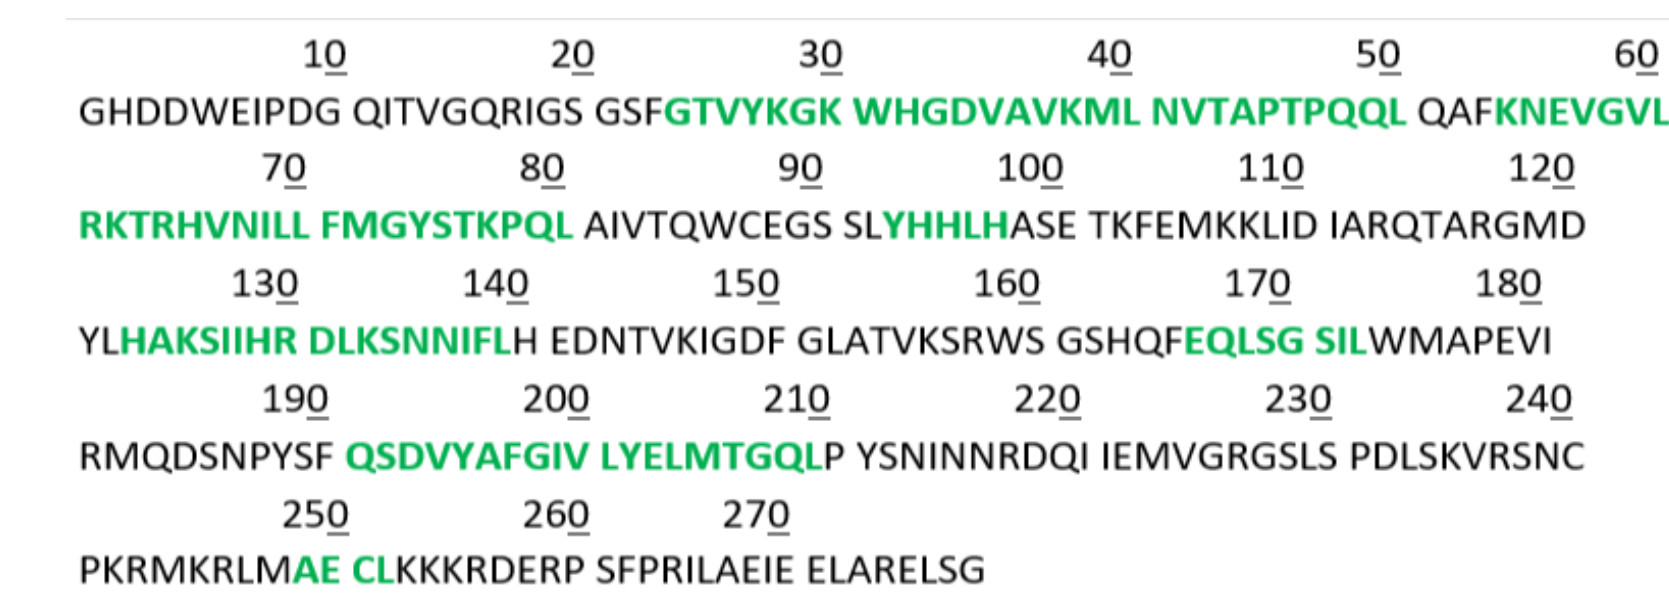 10 20 30 40 50 60
GHDDWEIPDG QITVGQRIGS GSFGTVYKGK WHGDVAVKML NVTAPTPQQL QAFKNEVGVL
70 80 90 100 110 120
RKTRHVNILL FMGYSTKPQL AIVTQWCEGS SLYHHLHASE TKFEMKKLID IARQTARGMD
130 140 150 160 170 180
YLHAKSIIHR DLKSNNIFLH EDNTVKIGDF GLATVKSRWS GSHQFEQLSG SILWMAPEVI
190 200 210 220 230 240
RMQDSNPYSF QSDVYAFGIV LYELMTGQLP YSNINNRDQI IEMVGRGSLS PDLSKVRSNC
250 260 270
PKRMKRLMAE CLKKKRDERP SFPRILAEIE ELARELSG